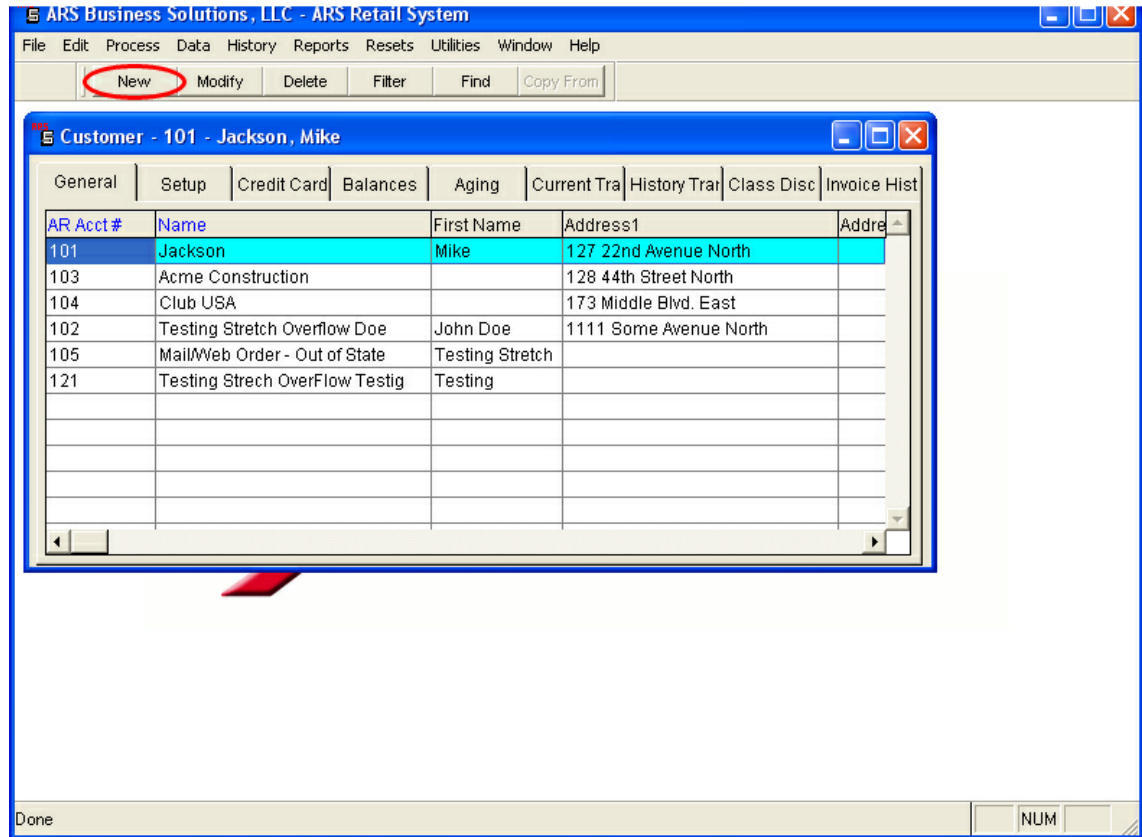 ARS Business Solutions, LLC - ARS Retail System
File Edit Process Data History Reports Resets Utilities Window Help
New Modify Delete Filter Find Copy From
Customer - 101 - Jackson, Mike
General Setup Credit Card Balances Aging Current Tra History Trar Class Disc Invoice Hist
AR Acct # Name First Name Address1 Addre
101 Jackson Mike 127 22nd Avenue North
103 Acme Construction 128 44th Street North
104 Club USA 173 Middle Blvd. East
102 Testing Stretch Overflow Doe John Doe 1111 Some Avenue North
105 Mail/Web Order - Out of State Testing Stretch
121 Testing Strech OverFlow Testig Testing
Done NUM